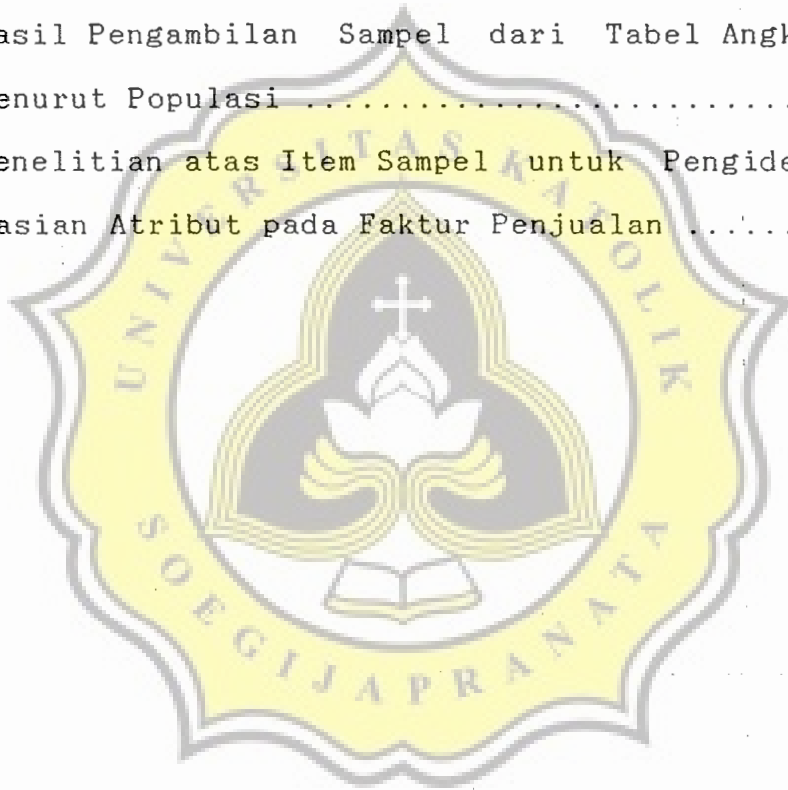 asil Pengambilan Sampel dari Tabel Angk
enurut Populasi ..............................
enelitian atas Item Sampel untuk Pengide
asian Atribut pada Faktur Penjualan .......
UNIVERSITAS KATOLIK
SOEGIJAPRANATA